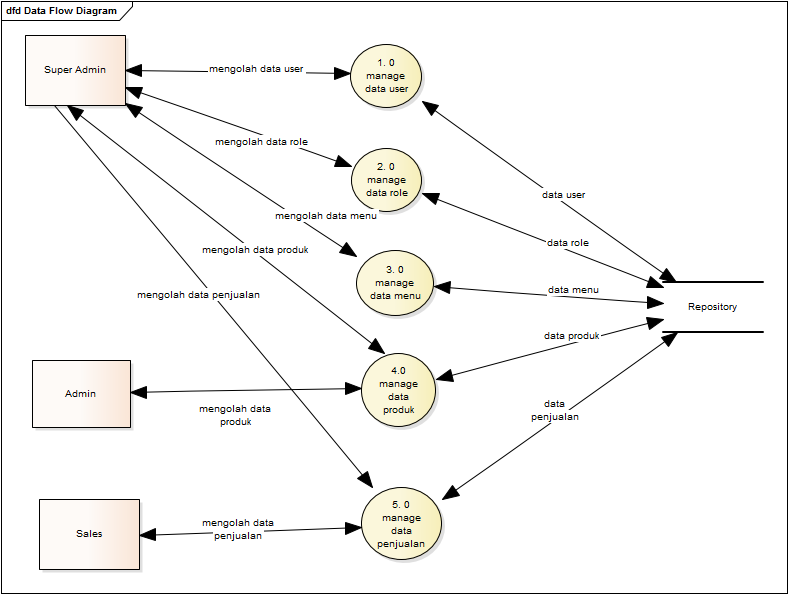 dfd Data Flow Diagram
Super Admin
mengolah data user
1. 0
manage
data user
mengolah data role
2. 0
manage
data role
data user
mengolah data menu
mengolah data produk
data role
3. 0
manage
data menu
data menu
mengolah data penjualan
Repository
data produk
Admin
4.0
manage
data
produk
mengolah data
produk
data
penjualan
Sales
mengolah data
penjualan
5. 0
manage
data
penjualan